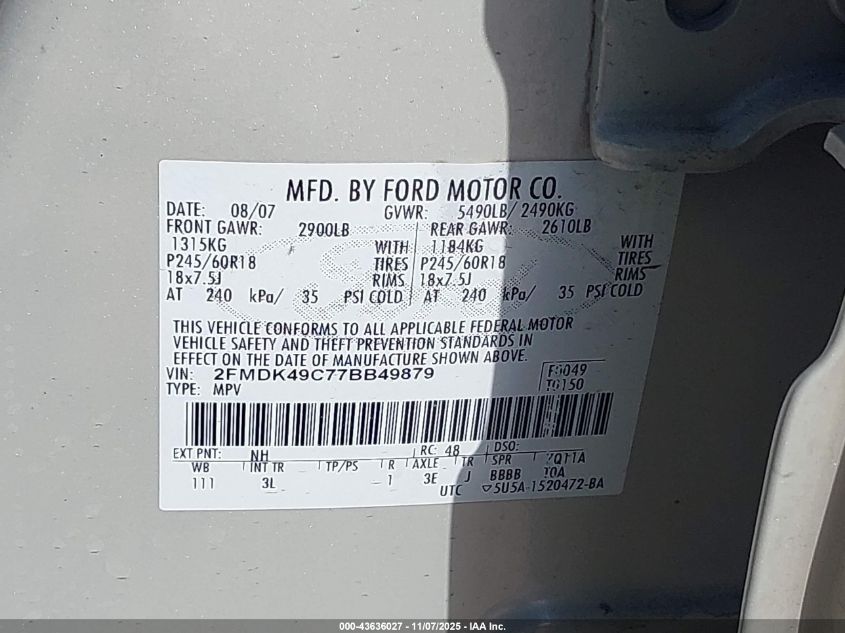 MFD. BY FORD MOTOR CO.
DATE: 08/07 GVWR: 5490LB/ 2490KG
FRONT GAWR: 2900LB REAR GAWR: 2610LB
1315KG WITH 1184KG WITH
P245/60R18 TIRES P245/60R18 TIRES
18x7.5J RIMS 18x7.5J RIMS
AT 240 kPa/ 35 PSI COLD AT 240 kPa/ 35 PSI COLD
THIS VEHICLE CONFORMS TO ALL APPLICABLE FEDERAL MOTOR
VEHICLE SAFETY AND THEFT PREVENTION STANDARDS IN
EFFECT ON THE DATE OF MANUFACTURE SHOWN ABOVE.
VIN: 2FMDK49C77BB49879 F0049
TYPE: MPV T0150
EXT PNT: NH RC: 48 DSO:
WB INT TR TP/PS R AXLE TR SPR
111 3L 1 3E J BBBB 10A
UTC ▽5U5A-1520472-BA
000-43636027 - 11/07/2025 - IAA Inc.